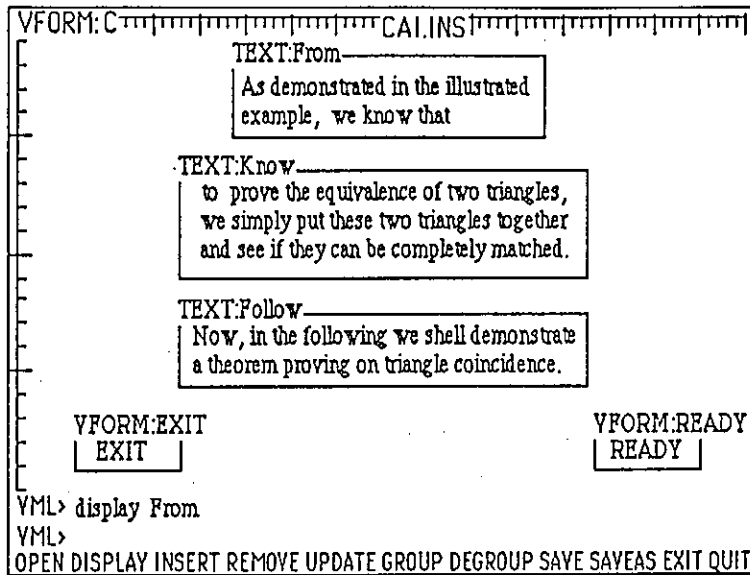 VFORM:C CAI.INS
TEXT:From
As demonstrated in the illustrated
example, we know that
TEXT:Know
to prove the equivalence of two triangles,
we simply put these two triangles together
and see if they can be completely matched.
TEXT:Follow
Now, in the following we shell demonstrate
a theorem proving on triangle coincidence.
VFORM:EXIT VFORM:READY
EXIT READY
VML> display From
VML>
OPEN DISPLAY INSERT REMOVE UPDATE GROUP DEGROUP SAVE SAVEAS EXIT QUIT